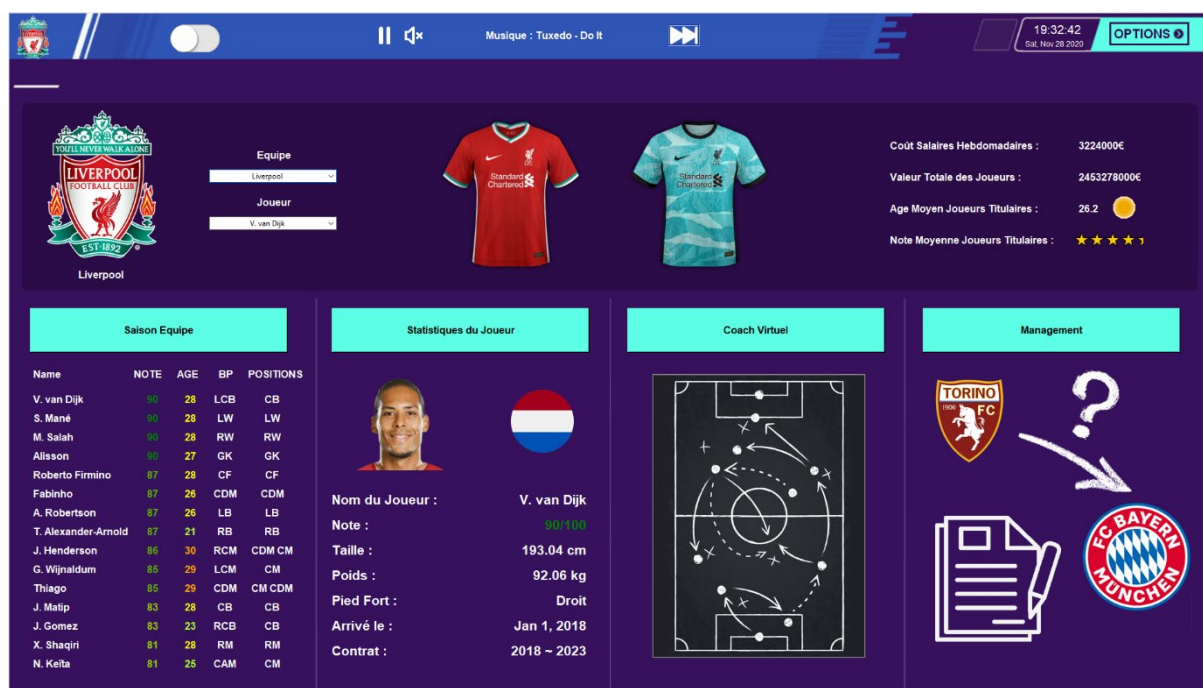 Musique : Tuxedo - Do It
19:32:42
Sat, Nov 28 2020
OPTIONS
YOU'LL NEVER WALK ALONE
LIVERPOOL
FOOTBALL CLUB
EST·1892
Liverpool
Equipe
Liverpool
Joueur
V. van Dijk
Standard
Chartered
Standard
Chartered
Coût Salaires Hebdomadaires : 3224000€
Valeur Totale des Joueurs : 2453278000€
Age Moyen Joueurs Titulaires : 26.2
Note Moyenne Joueurs Titulaires :
Saison Equipe
Name NOTE AGE BP POSITIONS
V. van Dijk 90 28 LCB CB
S. Mané 90 28 LW LW
M. Salah 90 28 RW RW
Alisson 90 27 GK GK
Roberto Firmino 87 28 CF CF
Fabinho 87 26 CDM CDM
A. Robertson 87 26 LB LB
T. Alexander-Arnold 87 21 RB RB
J. Henderson 86 30 RCM CDM CM
G. Wijnaldum 85 29 LCM CM
Thiago 85 29 CDM CM CDM
J. Matip 83 28 CB CB
J. Gomez 83 23 RCB CB
X. Shaqiri 81 28 RM RM
N. Keïta 81 25 CAM CM
Statistiques du Joueur
Nom du Joueur : V. van Dijk
Note : 90/100
Taille : 193.04 cm
Poids : 92.06 kg
Pied Fort : Droit
Arrivé le : Jan 1, 2018
Contrat : 2018 ~ 2023
Coach Virtuel
Management
TORINO
1906 FC
?
FC BAYERN
MÜNCHEN